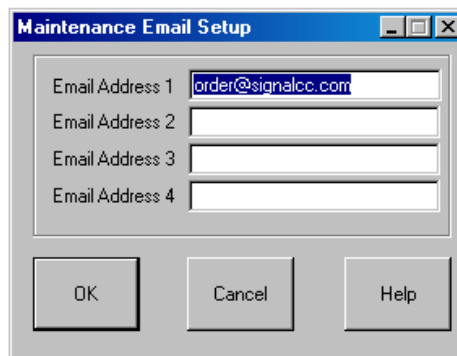 Maintenance Email Setup
Email Address 1 order@signalcc.com
Email Address 2
Email Address 3
Email Address 4
OK Cancel Help